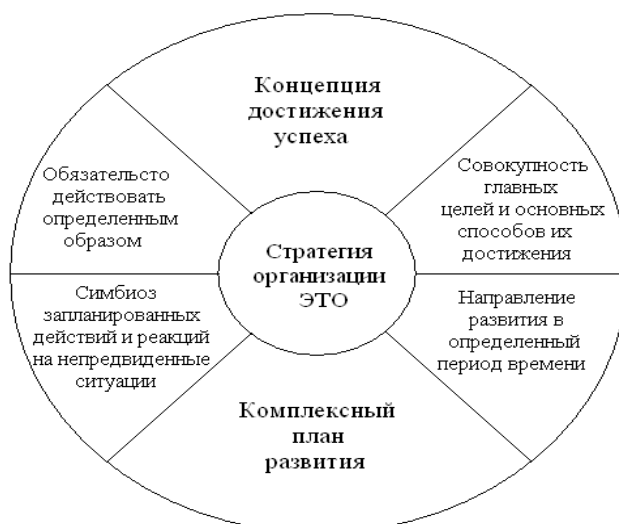 Концепция
достижения
успеха
Обязательсто
действовать
определенным
образом
Совокупность
главных
целей и основных
способов их
достижения
Стратегия
организации
ЭТО
Симбиоз
запланированных
действий и реакций
на непредвиденные
ситуации
Направление
развития в
определенный
период времени
Комплексный
план
развития